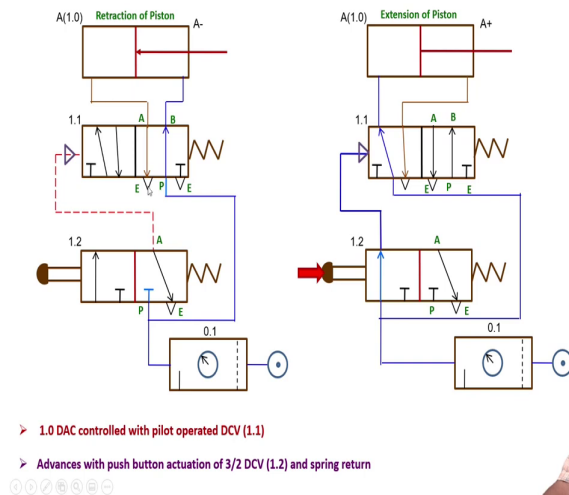 Retraction of Piston
A(1.0)
A-
1.1
A
B
E
P
E
1.2
A
P
E
0.1
Extension of Piston
A(1.0)
A+
1.1
A
B
E
P
E
1.2
A
P
E
0.1
1.0 DAC controlled with pilot operated DCV (1.1)
Advances with push button actuation of 3/2 DCV (1.2) and spring return